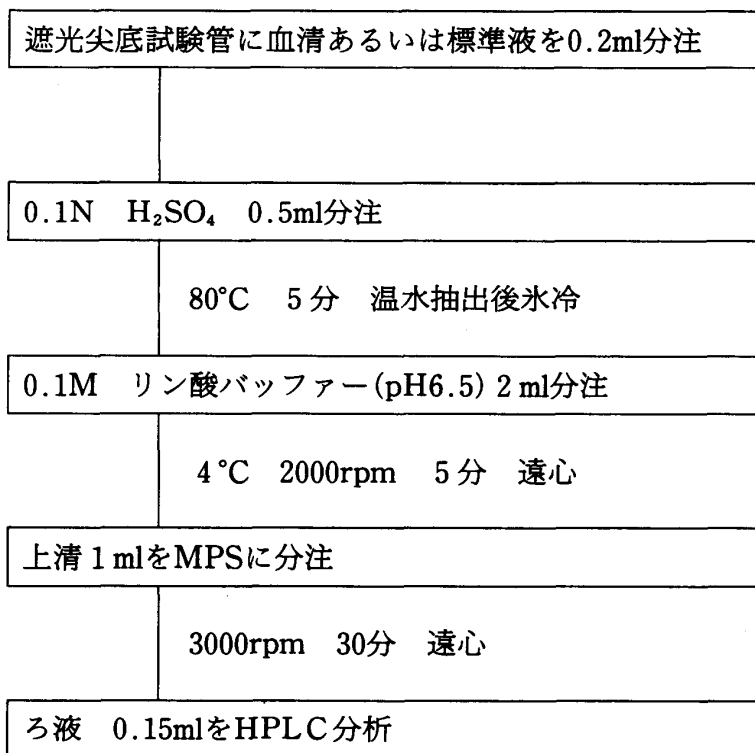 遮光尖底試験管に血清あるいは標準液を0.2ml分注
0.1N H₂SO₄ 0.5ml分注
80°C 5分 温水抽出後氷冷
0.1M リン酸バッファー(pH6.5) 2ml分注
4°C 2000rpm 5分 遠心
上清1mlをMPSに分注
3000rpm 30分 遠心
ろ液 0.15mlをHPLC分析